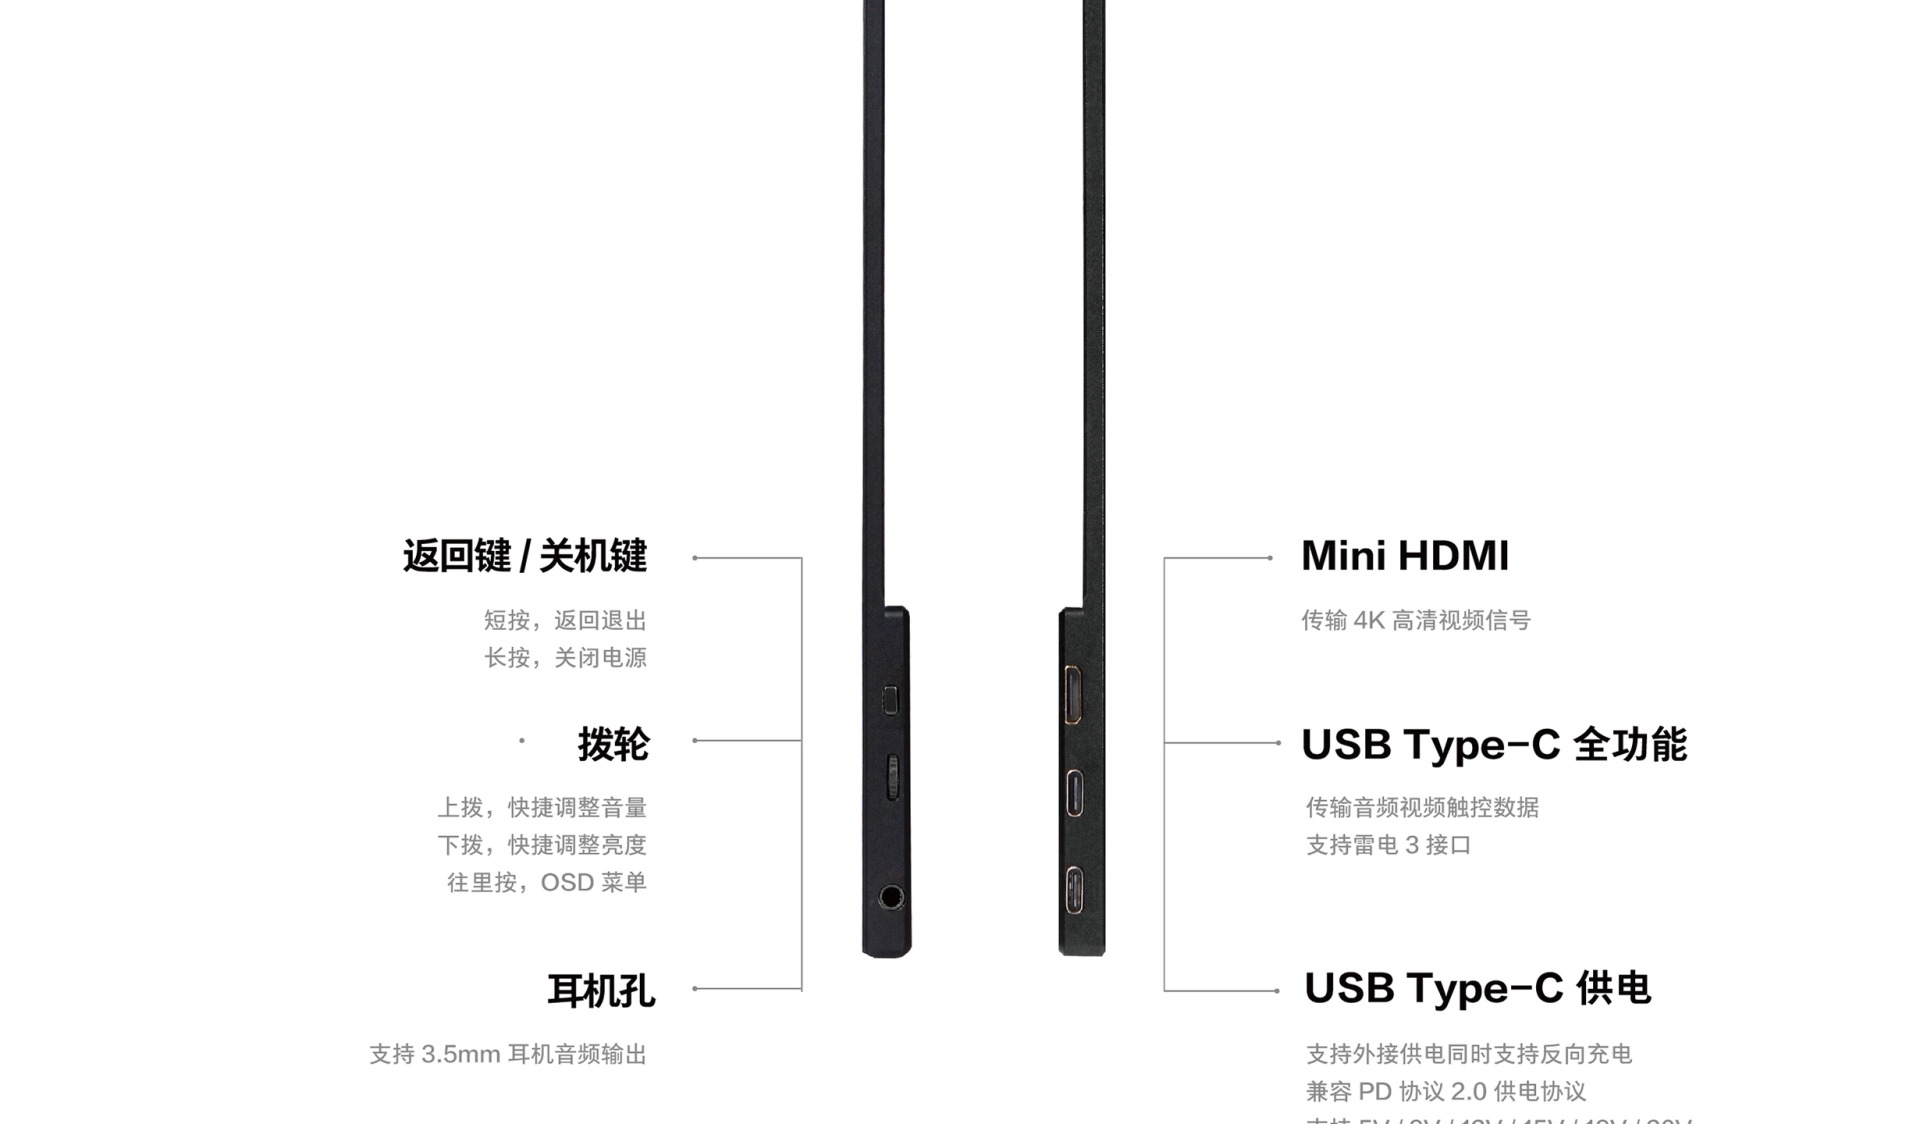 返回键 / 关机键
短按，返回退出
长按，关闭电源
拨轮
上拨，快捷调整音量
下拨，快捷调整亮度
往里按，OSD 菜单
耳机孔
支持 3.5mm 耳机音频输出
Mini HDMI
传输 4K 高清视频信号
USB Type-C 全功能
传输音频视频触控数据
支持雷电 3 接口
USB Type-C 供电
支持外接供电同时支持反向充电
兼容 PD 协议 2.0 供电协议